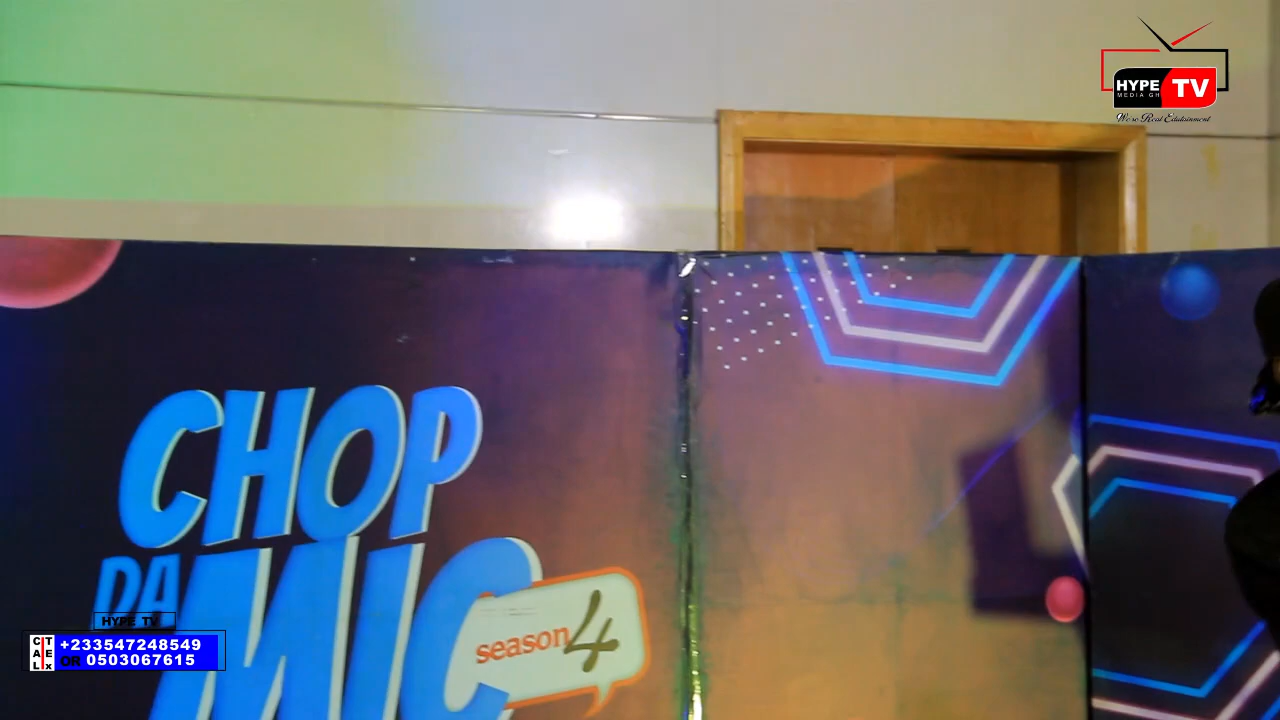 HYPE TV
MEDIA GH
We're Real Edutainment
CHOP
DA
MIC
season 4
HYPE TV
CALL
TEX
+233547248549
OR 0503067615